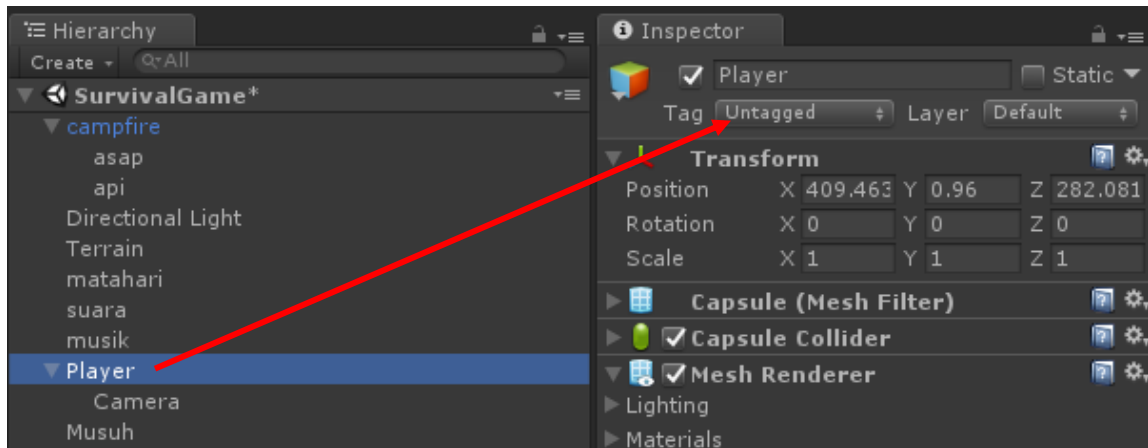 Hierarchy
Create
All
SurvivalGame*
campfire
asap
api
Directional Light
Terrain
matahari
suara
musik
Player
Camera
Musuh
Inspector
Player Static
Tag Untagged Layer Default
Transform
Position X 409.463 Y 0.96 Z 282.081
Rotation X 0 Y 0 Z 0
Scale X 1 Y 1 Z 1
Capsule (Mesh Filter)
Capsule Collider
Mesh Renderer
Lighting
Materials